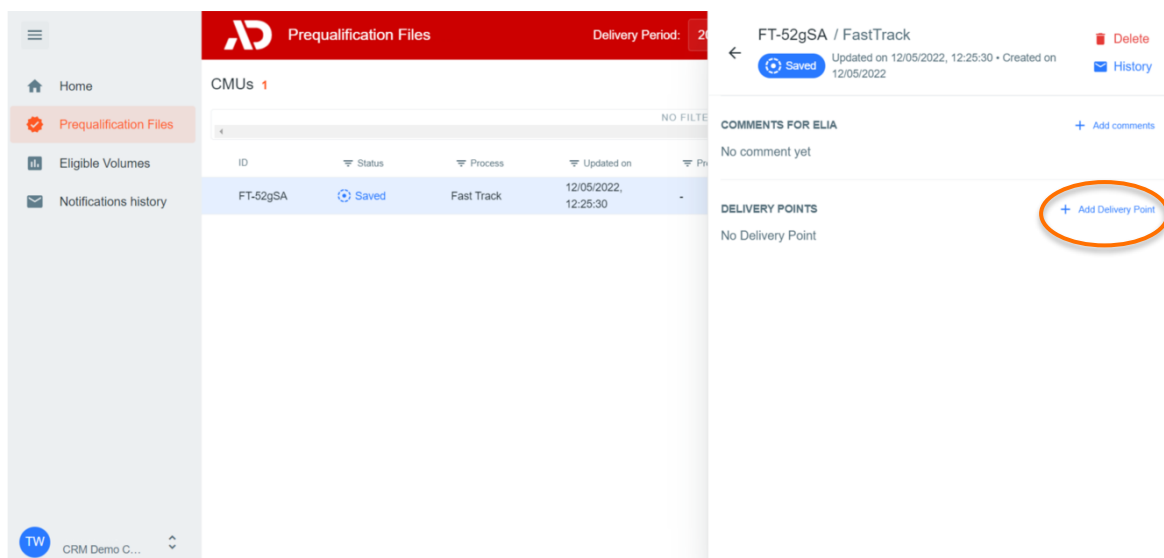 Home
Prequalification Files
Eligible Volumes
Notifications history
TW
CRM Demo C...
Prequalification Files
Delivery Period:
CMUs 1
NO FILTE
ID
Status
Process
Updated on
FT-52gSA
Saved
Fast Track
12/05/2022,
12:25:30
-
FT-52gSA / FastTrack
Delete
Saved
Updated on 12/05/2022, 12:25:30 • Created on
12/05/2022
History
COMMENTS FOR ELIA
+ Add comments
No comment yet
DELIVERY POINTS
+ Add Delivery Point
No Delivery Point